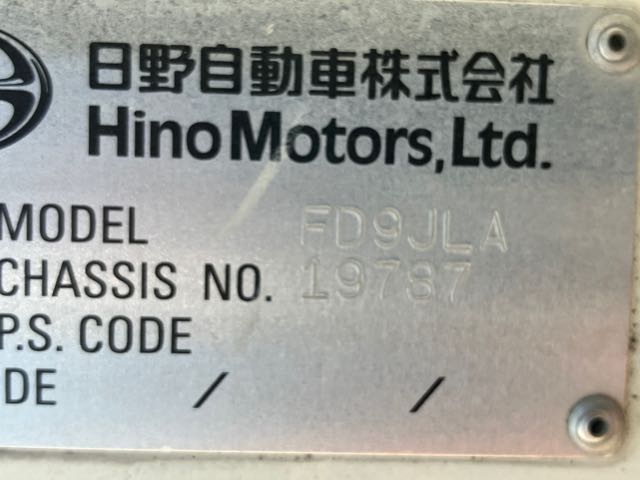 日野自動車株式会社
Hino Motors, Ltd.
MODEL FD9JLA
CHASSIS NO. 19787
P.S. CODE
DE / /